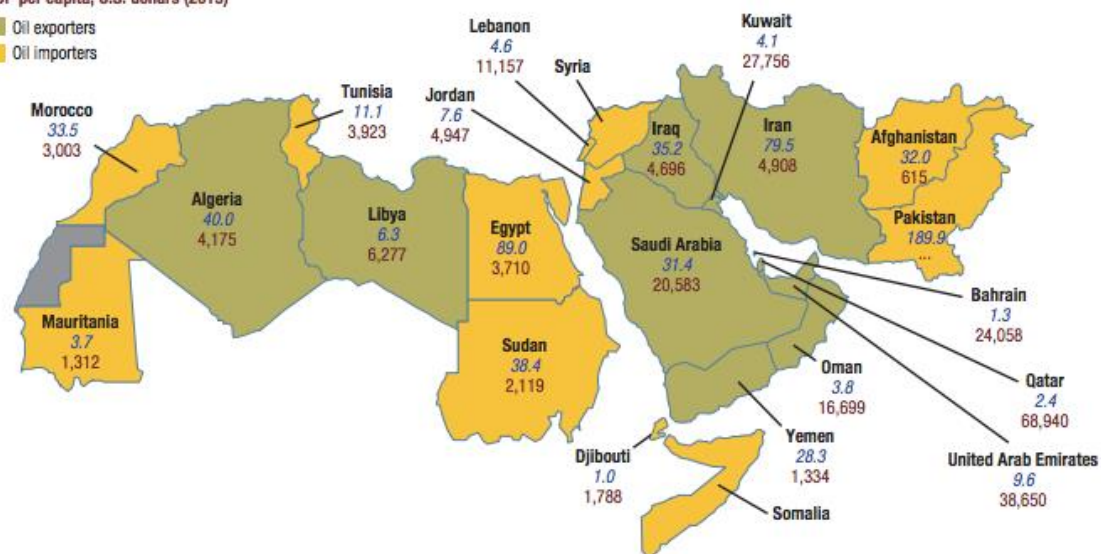 per capita, U.S. dollars (2015)
Oil exporters
Oil importers
Morocco
33.5
3,003
Tunisia
11.1
3,923
Jordan
7.6
4,947
Lebanon
4.6
11,157
Syria
Kuwait
4.1
27,756
Iraq
35.2
4,696
Iran
79.5
4,908
Afghanistan
32.0
615
Pakistan
189.9
...
Algeria
40.0
4,175
Libya
6.3
6,277
Egypt
89.0
3,710
Saudi Arabia
31.4
20,583
Bahrain
1.3
24,058
Mauritania
3.7
1,312
Sudan
38.4
2,119
Oman
3.8
16,699
Qatar
2.4
68,940
Djibouti
1.0
1,788
Yemen
28.3
1,334
United Arab Emirates
9.6
38,650
Somalia